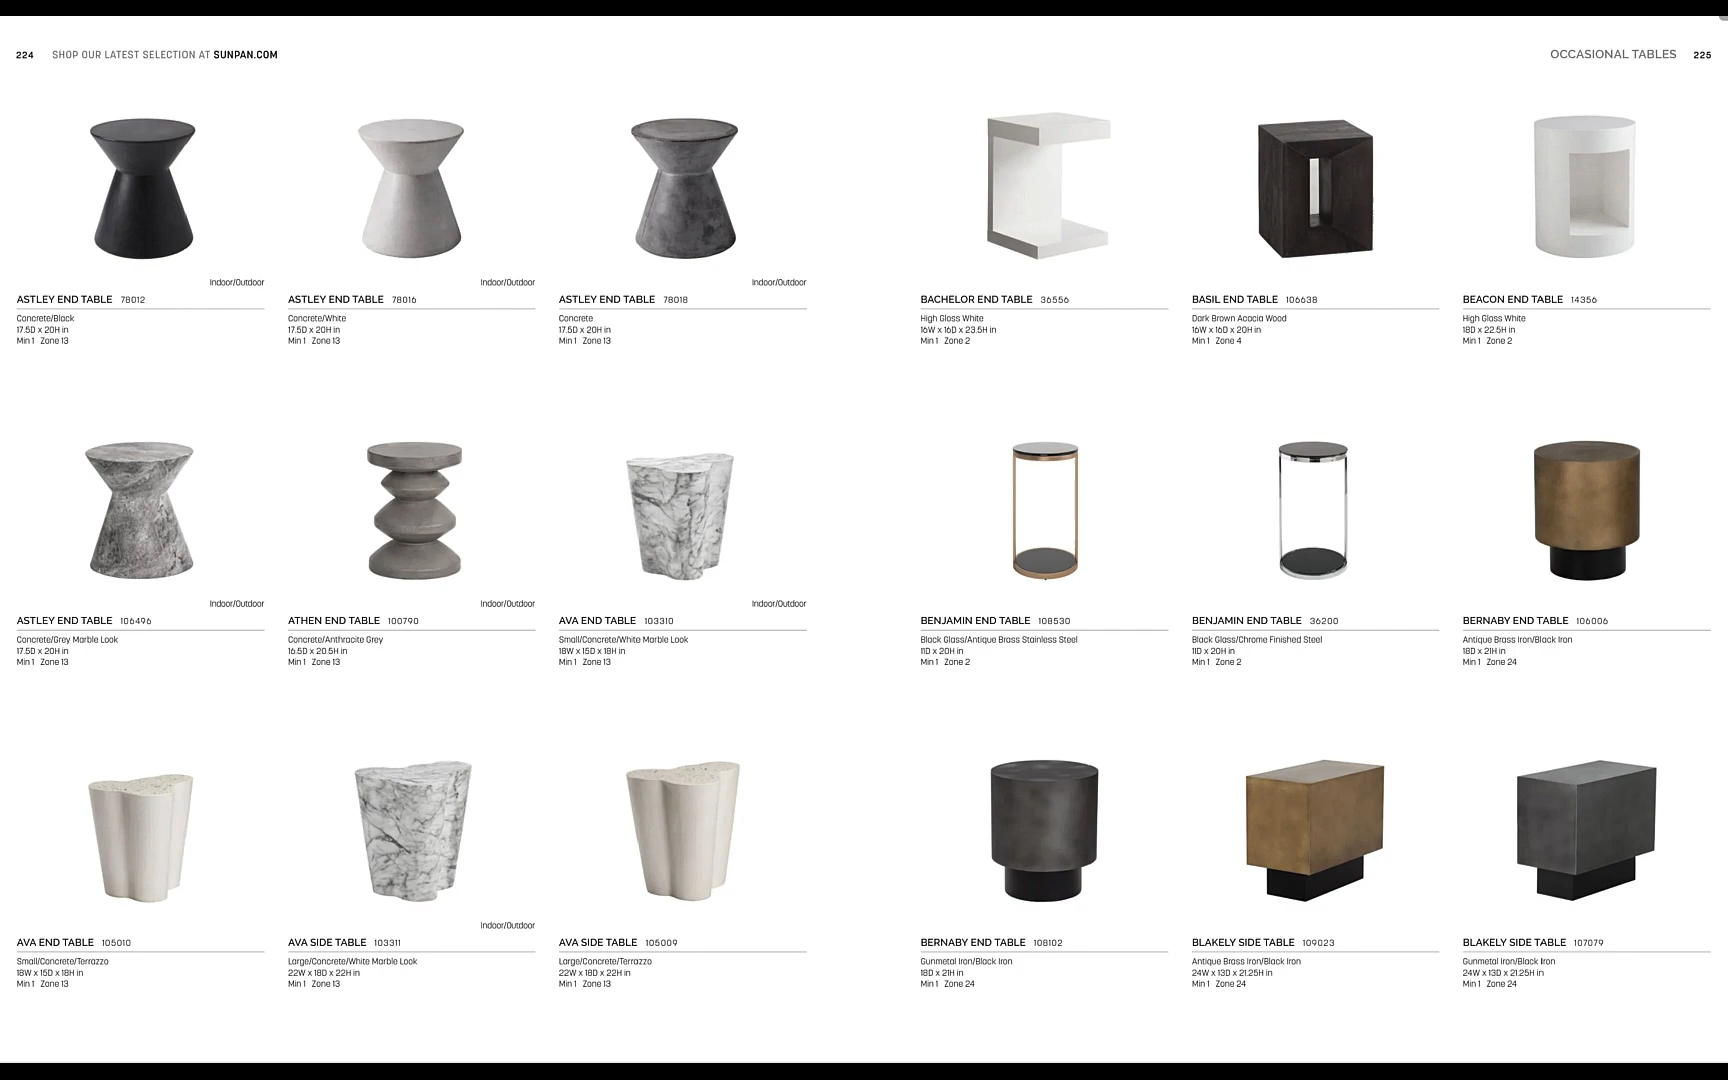 224 SHOP OUR LATEST SELECTION AT SUNPAN.COM
OCCASIONAL TABLES 225
Indoor/Outdoor
ASTLEY END TABLE 78012
Concrete/Black
17.5D x 20H in
Min 1 Zone 13
Indoor/Outdoor
ASTLEY END TABLE 78016
Concrete/White
17.5D x 20H in
Min 1 Zone 13
Indoor/Outdoor
ASTLEY END TABLE 78018
Concrete
17.5D x 20H in
Min 1 Zone 13
BACHELOR END TABLE 36556
High Gloss White
16W x 16D x 23.5H in
Min 1 Zone 2
BASIL END TABLE 106638
Dark Brown Acacia Wood
16W x 16D x 20H in
Min 1 Zone 4
BEACON END TABLE 14356
High Gloss White
18D x 22.5H in
Min 1 Zone 2
Indoor/Outdoor
ASTLEY END TABLE 106496
Concrete/Grey Marble Look
17.5D x 20H in
Min 1 Zone 13
Indoor/Outdoor
ATHEN END TABLE 100790
Concrete/Anthracite Grey
16.5D x 20.5H in
Min 1 Zone 13
Indoor/Outdoor
AVA END TABLE 103310
Small/Concrete/White Marble Look
18W x 15D x 18H in
Min 1 Zone 13
BENJAMIN END TABLE 108530
Black Glass/Antique Brass Stainless Steel
11D x 20H in
Min 1 Zone 2
BENJAMIN END TABLE 36200
Black Glass/Chrome Finished Steel
11D x 20H in
Min 1 Zone 2
BERNABY END TABLE 106006
Antique Brass Iron/Black Iron
18D x 21H in
Min 1 Zone 24
AVA END TABLE 105010
Small/Concrete/Terrazzo
18W x 15D x 18H in
Min 1 Zone 13
Indoor/Outdoor
AVA SIDE TABLE 103311
Large/Concrete/White Marble Look
22W x 18D x 22H in
Min 1 Zone 13
AVA SIDE TABLE 105009
Large/Concrete/Terrazzo
22W x 18D x 22H in
Min 1 Zone 13
BERNABY END TABLE 108102
Gunmetal Iron/Black Iron
18D x 21H in
Min 1 Zone 24
BLAKELY SIDE TABLE 109023
Antique Brass Iron/Black Iron
24W x 13D x 21.25H in
Min 1 Zone 24
BLAKELY SIDE TABLE 107079
Gunmetal Iron/Black Iron
24W x 13D x 21.25H in
Min 1 Zone 24